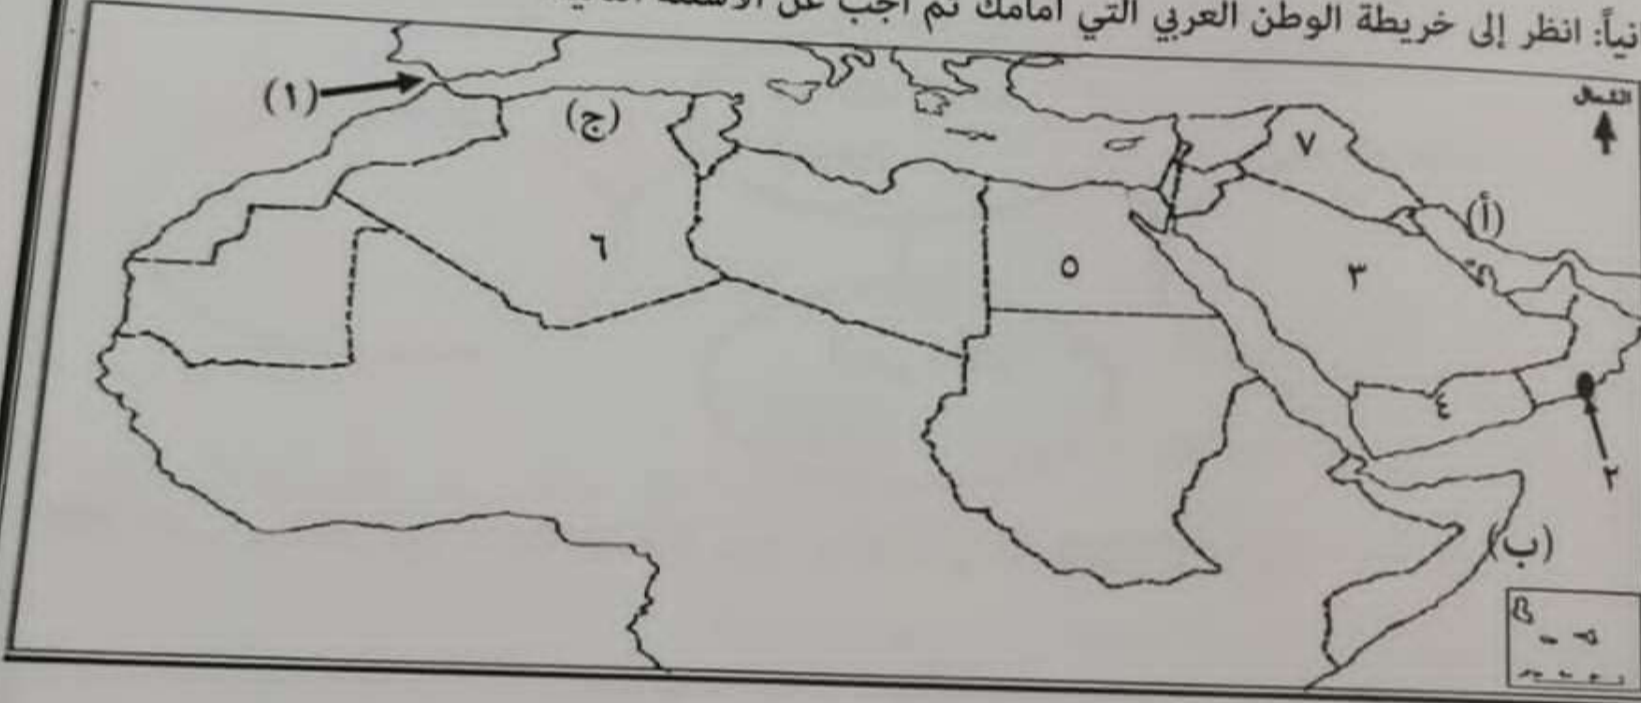 نياً: انظر إلى خريطة الوطن العربي التي أمامك ثم أجب عن
الشمال
(١)
(ج)
٧
(أ)
٦
٥
٣
٤
٢
(ب)